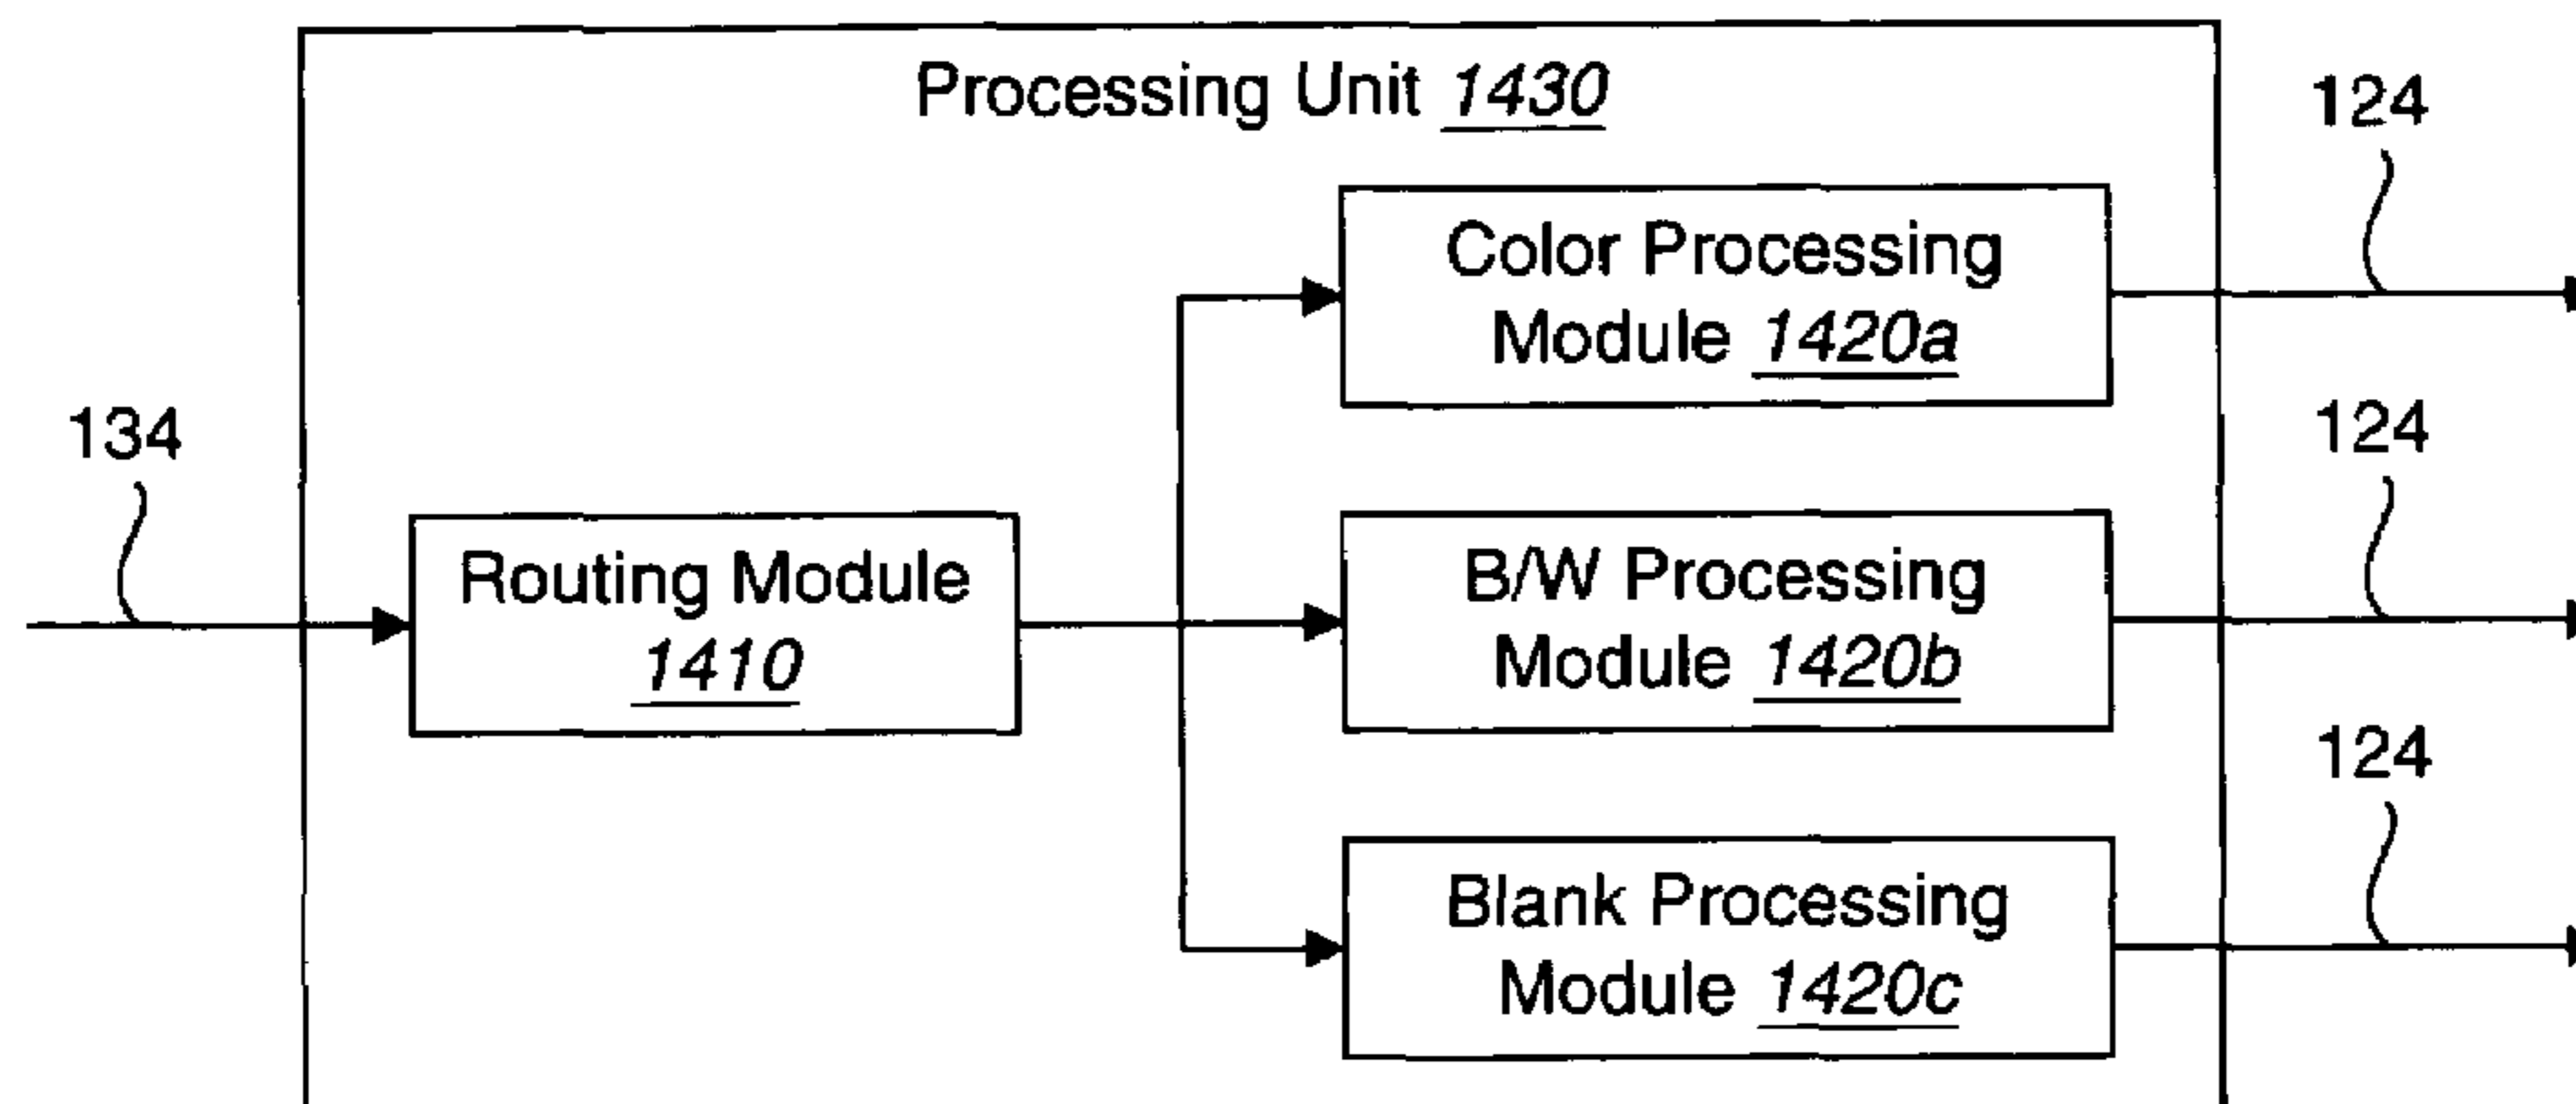 Processing Unit 1430
124
Color Processing
Module 1420a
134
124
Routing Module
1410
B/W Processing
Module 1420b
124
Blank Processing
Module 1420c